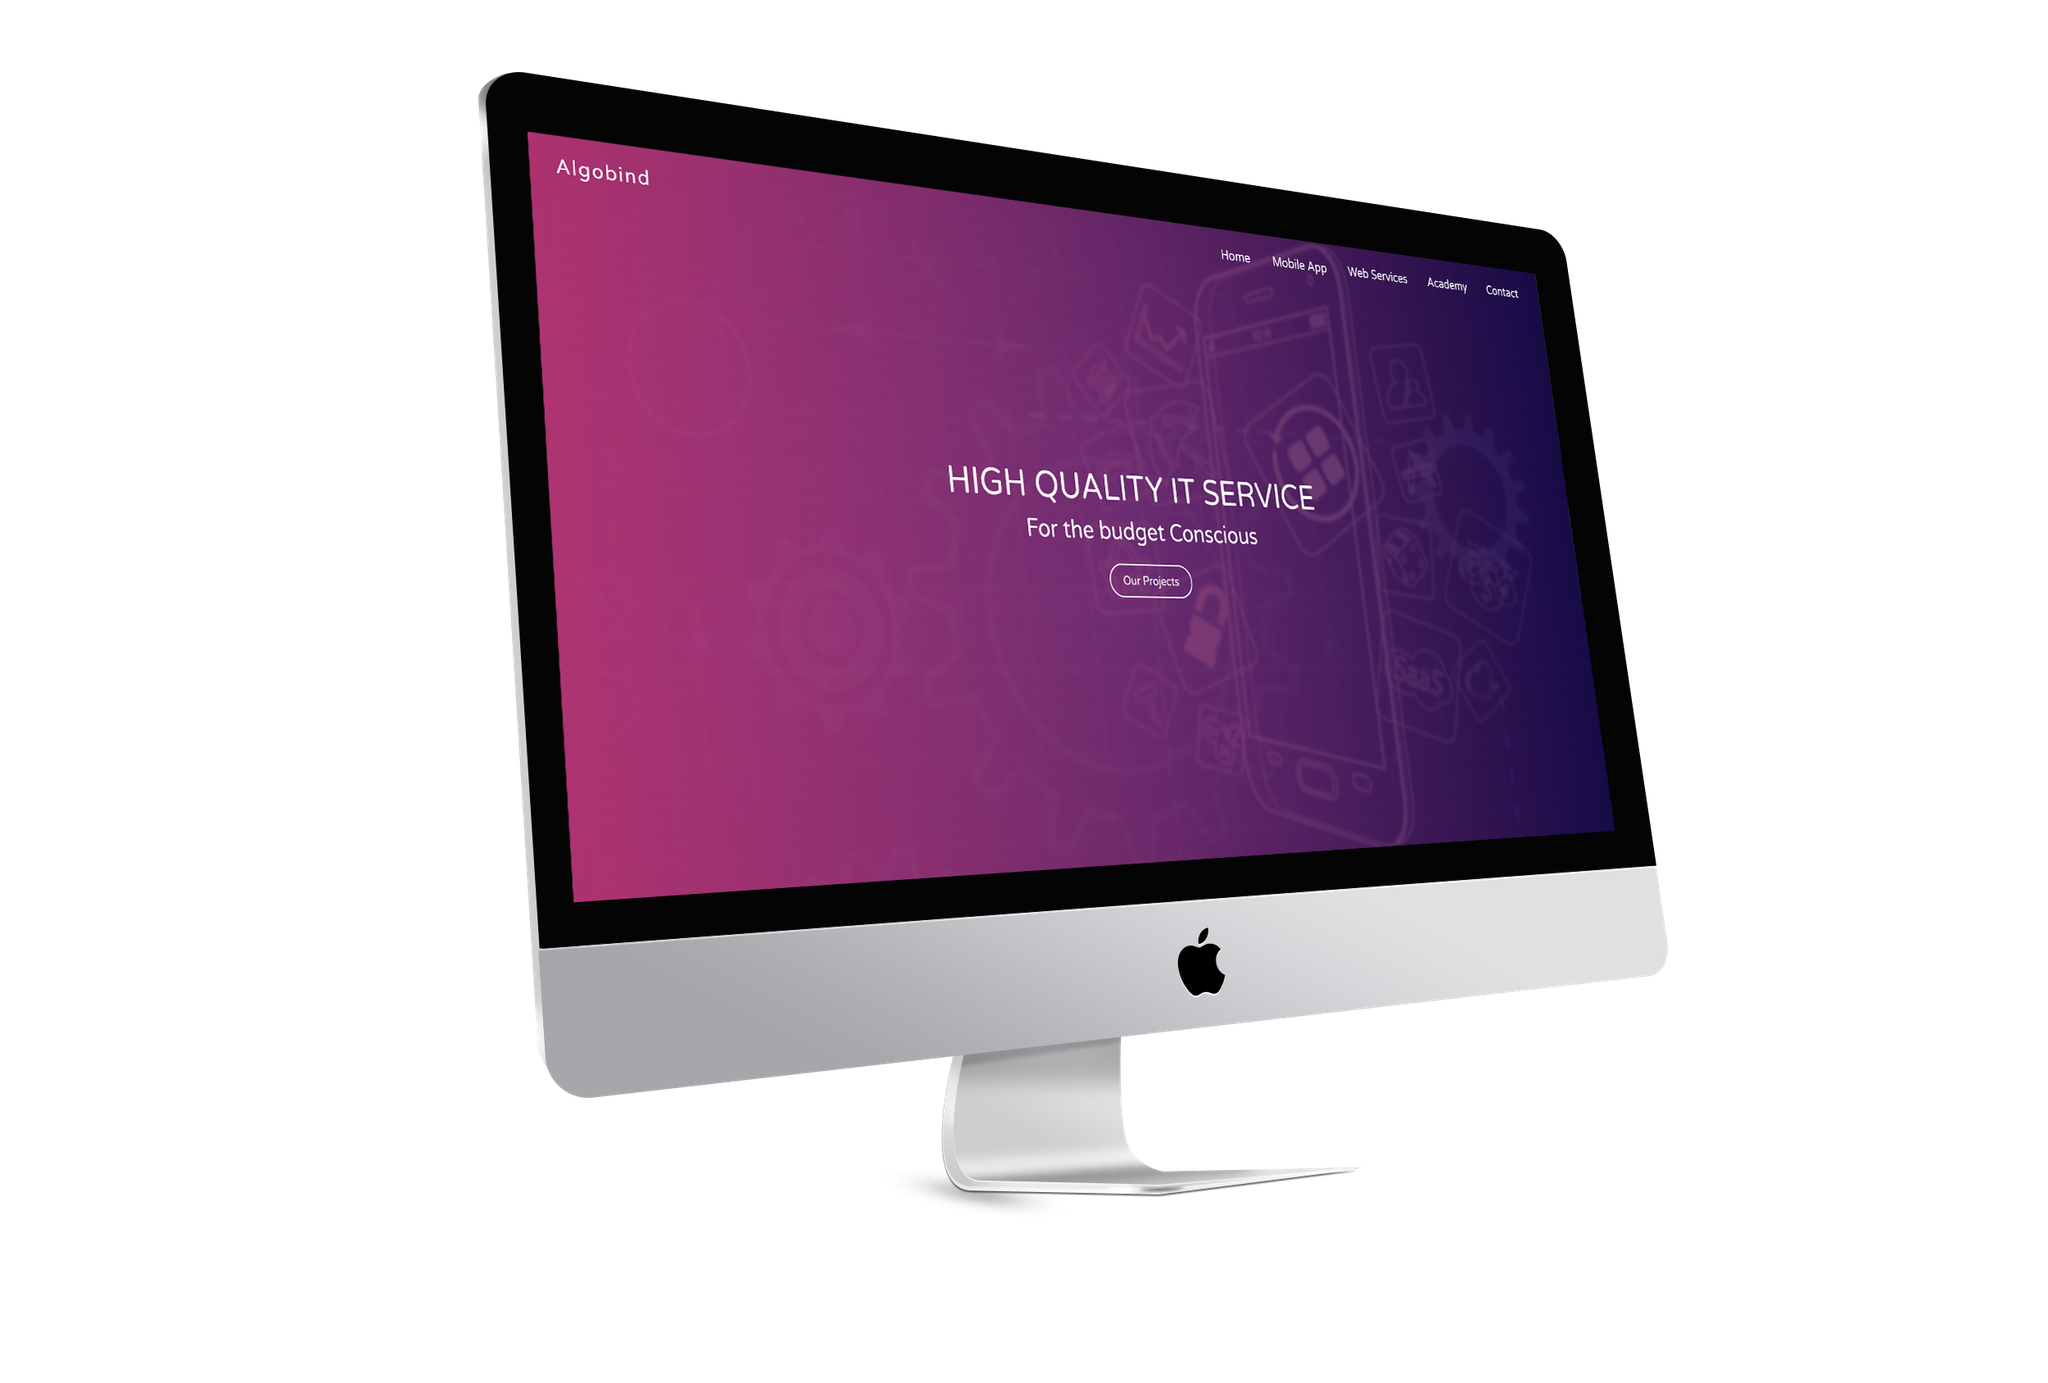 Algobind
Home Mobile App Web Services Academy Contact
HIGH QUALITY IT SERVICE
For the budget Conscious
Our Projects
SaaS